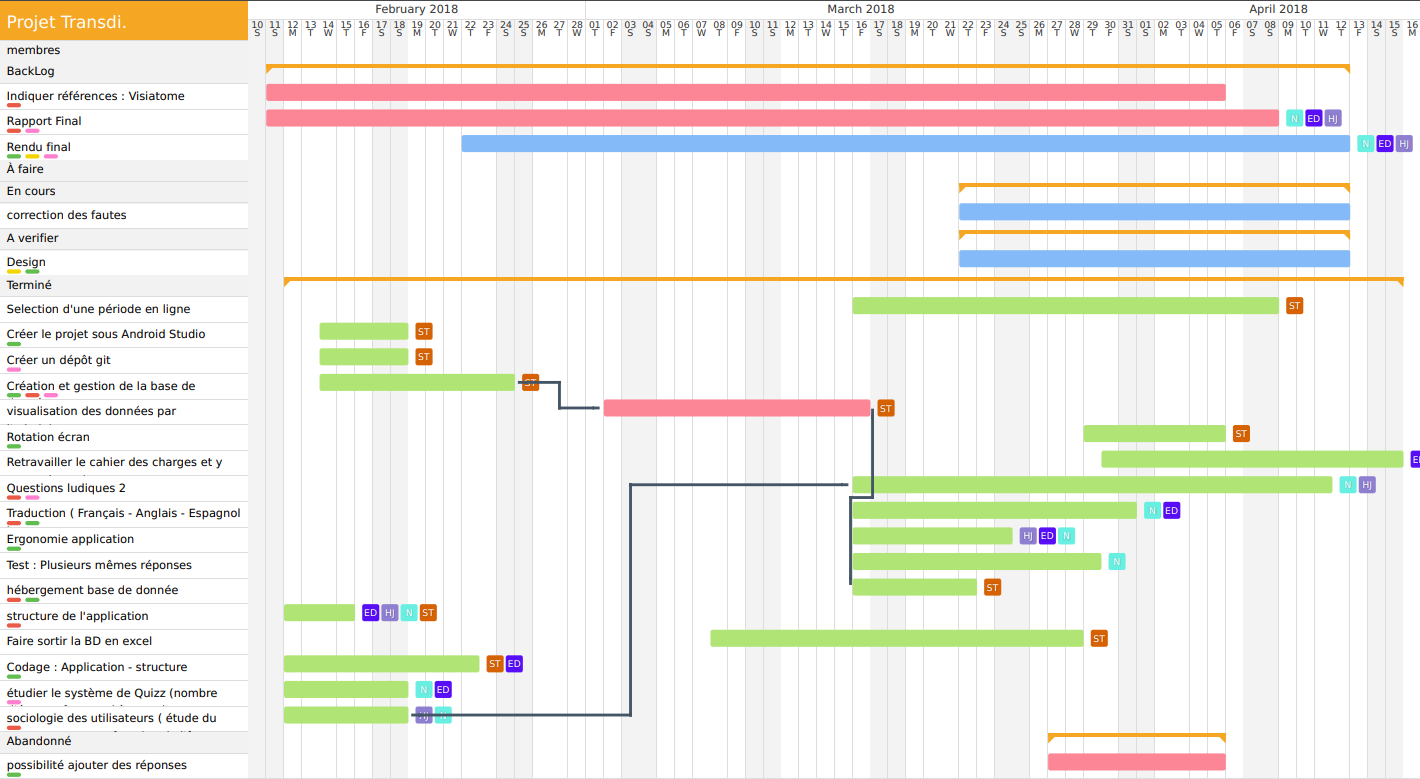 Projet Transdi.
February 2018 March 2018 April 2018
10 11 12 13 14 15 16 17 18 19 20 21 22 23 24 25 26 27 28 01 02 03 04 05 06 07 08 09 10 11 12 13 14 15 16 17 18 19 20 21 22 23 24 25 26 27 28 29 30 31 01 02 03 04 05 06 07 08 09 10 11 12 13 14 15 16
S S M T W T F S S M T W T F S S M T W T F S S M T W T F S S M T W T F S S M T W T F S S M T W T F S S M T W T F S S M T W T F S S M
membres
BackLog
Indiquer références : Visiatome
Rapport Final N ED HJ
Rendu final N ED HJ
À faire
En cours
correction des fautes
A verifier
Design
Terminé
Selection d'une période en ligne ST
Créer le projet sous Android Studio ST
Créer un dépôt git ST
Création et gestion de la base de ST
visualisation des données par ST
Rotation écran ST
Retravailler le cahier des charges et y
Questions ludiques 2 N HJ
Traduction ( Français - Anglais - Espagnol N ED
Ergonomie application HJ ED N
Test : Plusieurs mêmes réponses N
hébergement base de donnée ST
structure de l'application ED HJ N ST
Faire sortir la BD en excel ST
Codage : Application - structure ST ED
étudier le système de Quizz (nombre N ED
sociologie des utilisateurs ( étude du HJ N
Abandonné
possibilité ajouter des réponses